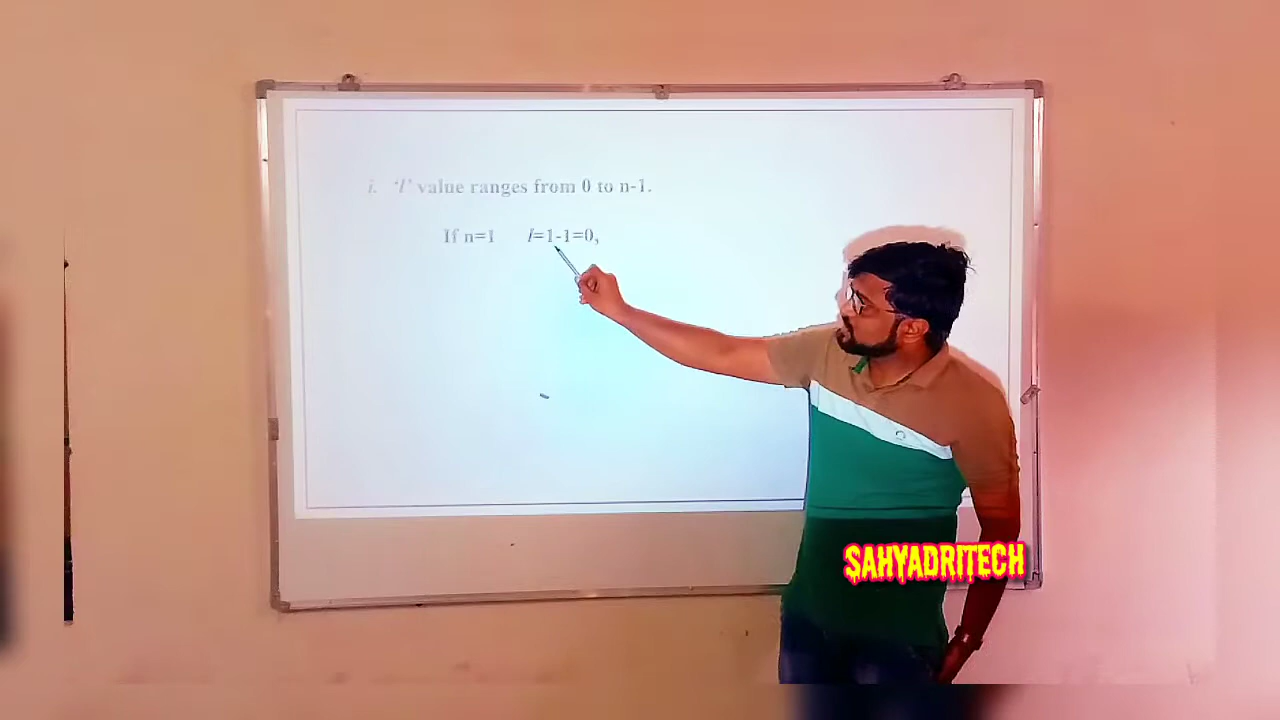 i. ‘l’ value ranges from 0 to n-1.
If n=1 l=1-1=0,
SAHYADRITECH